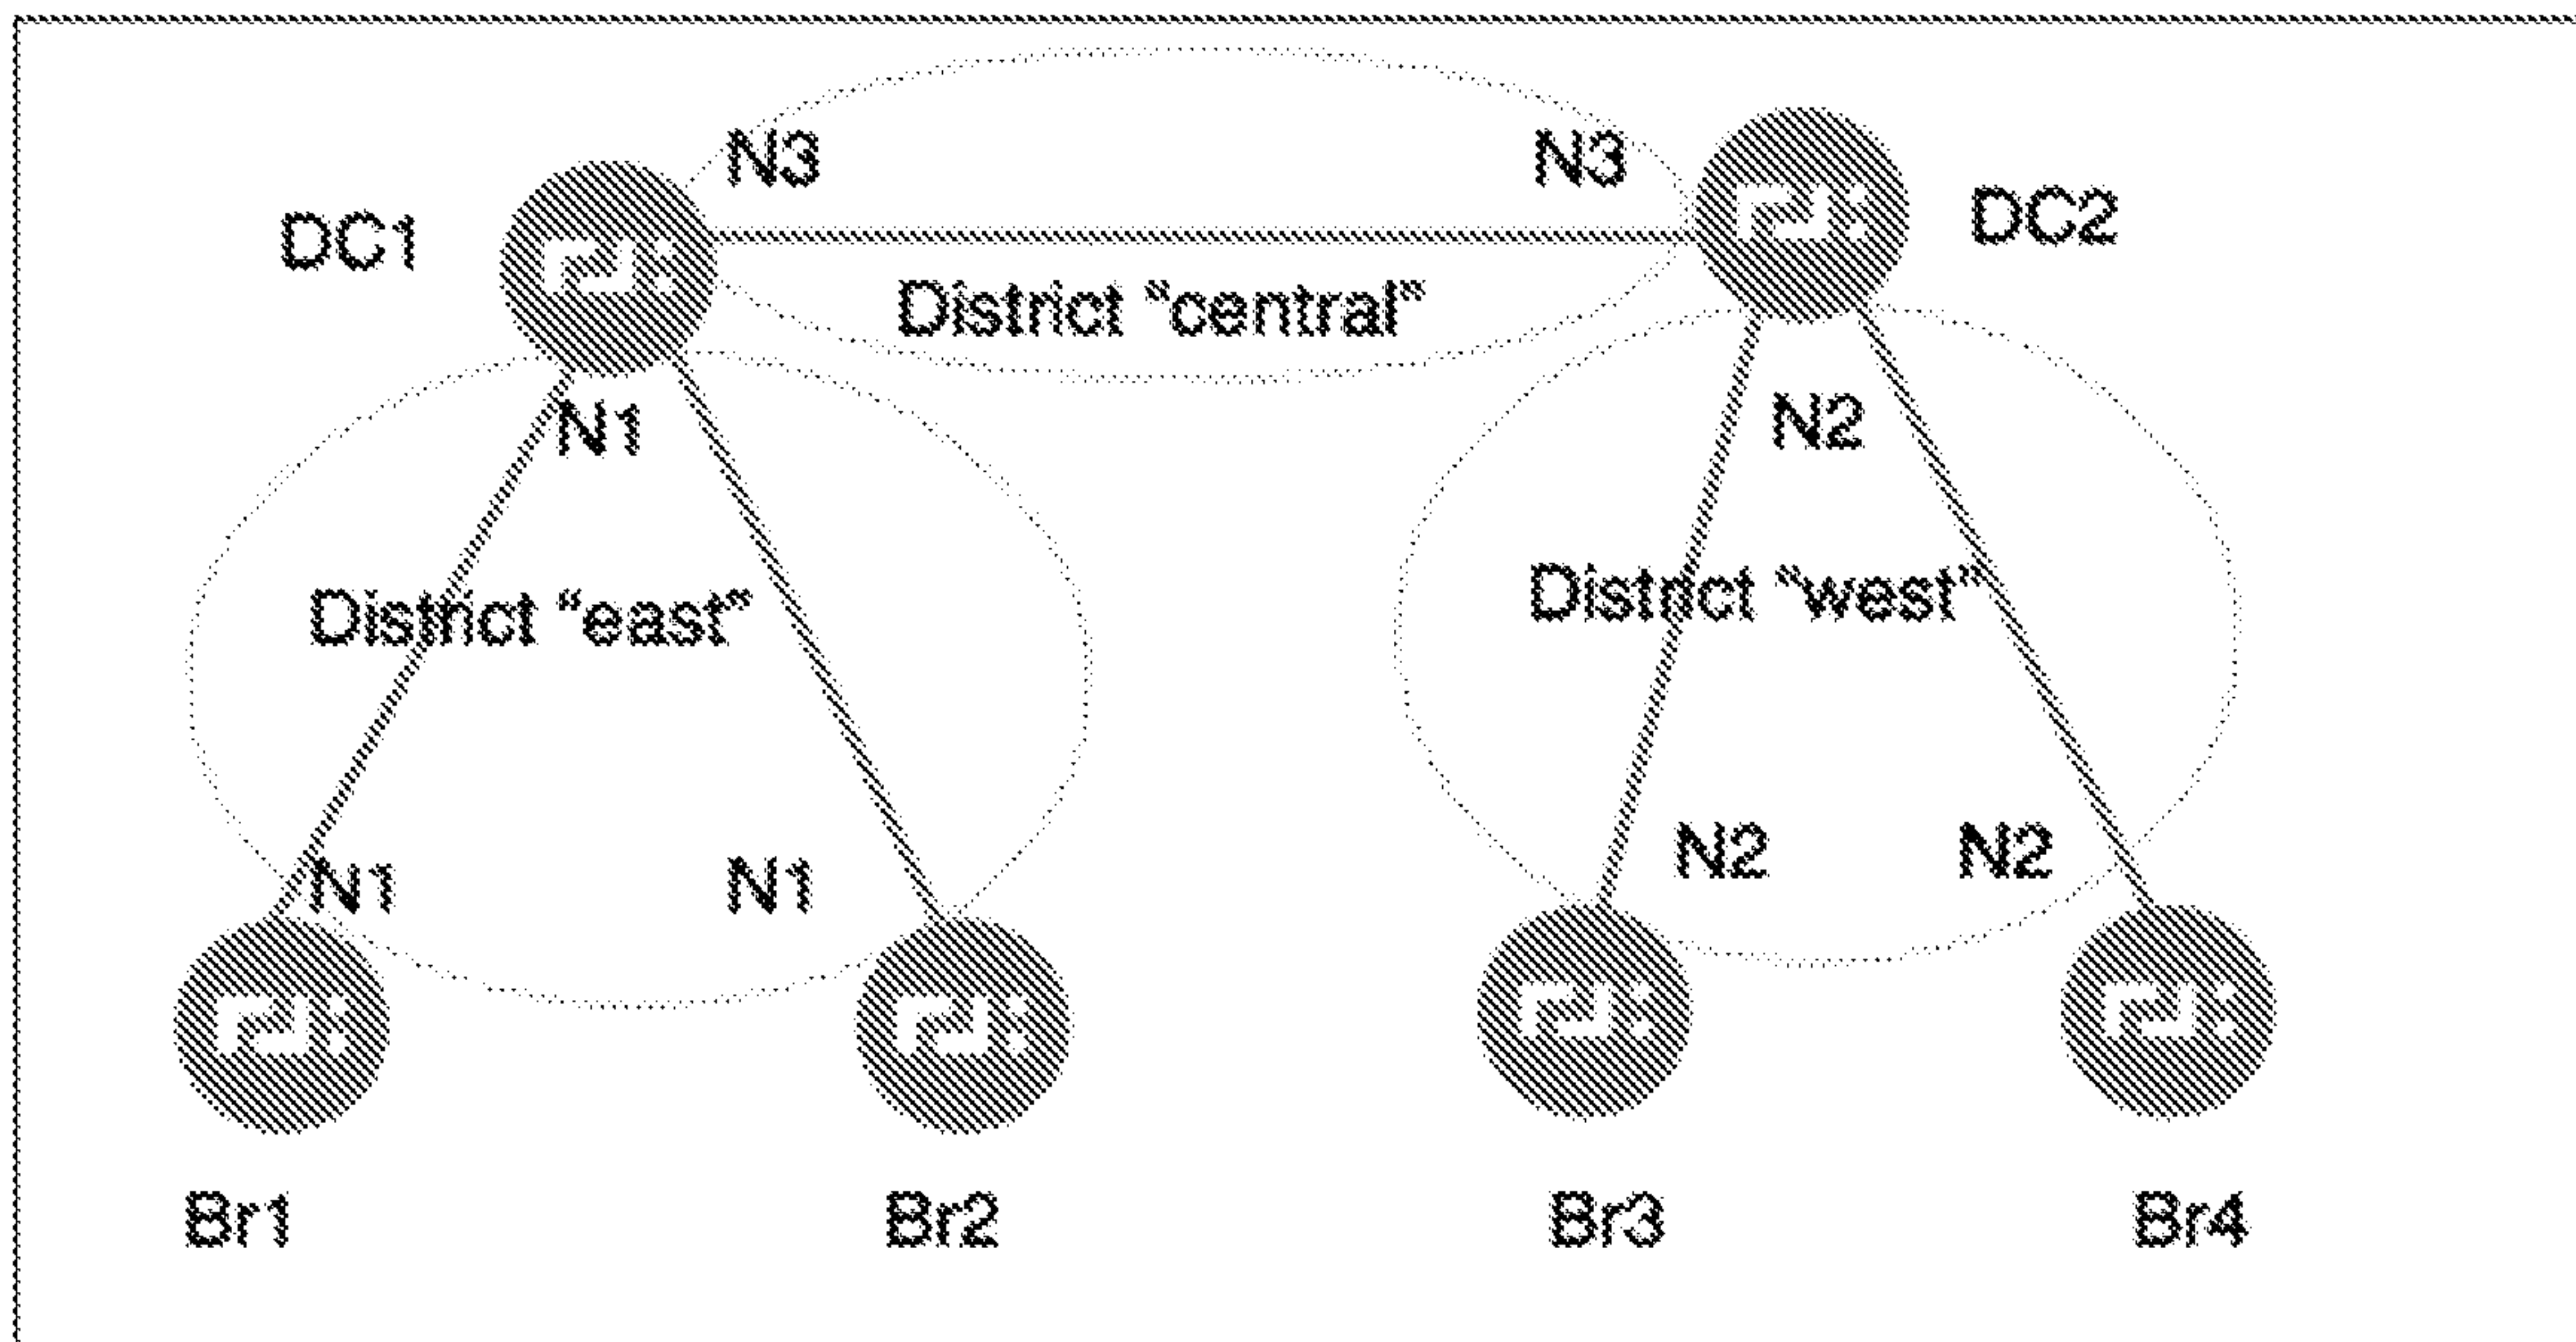 N3
N3
DC1
DC2
District “central”
N1
N2
District “east”
District “west”
N1
N1
N2
N2
Br1
Br2
Br3
Br4